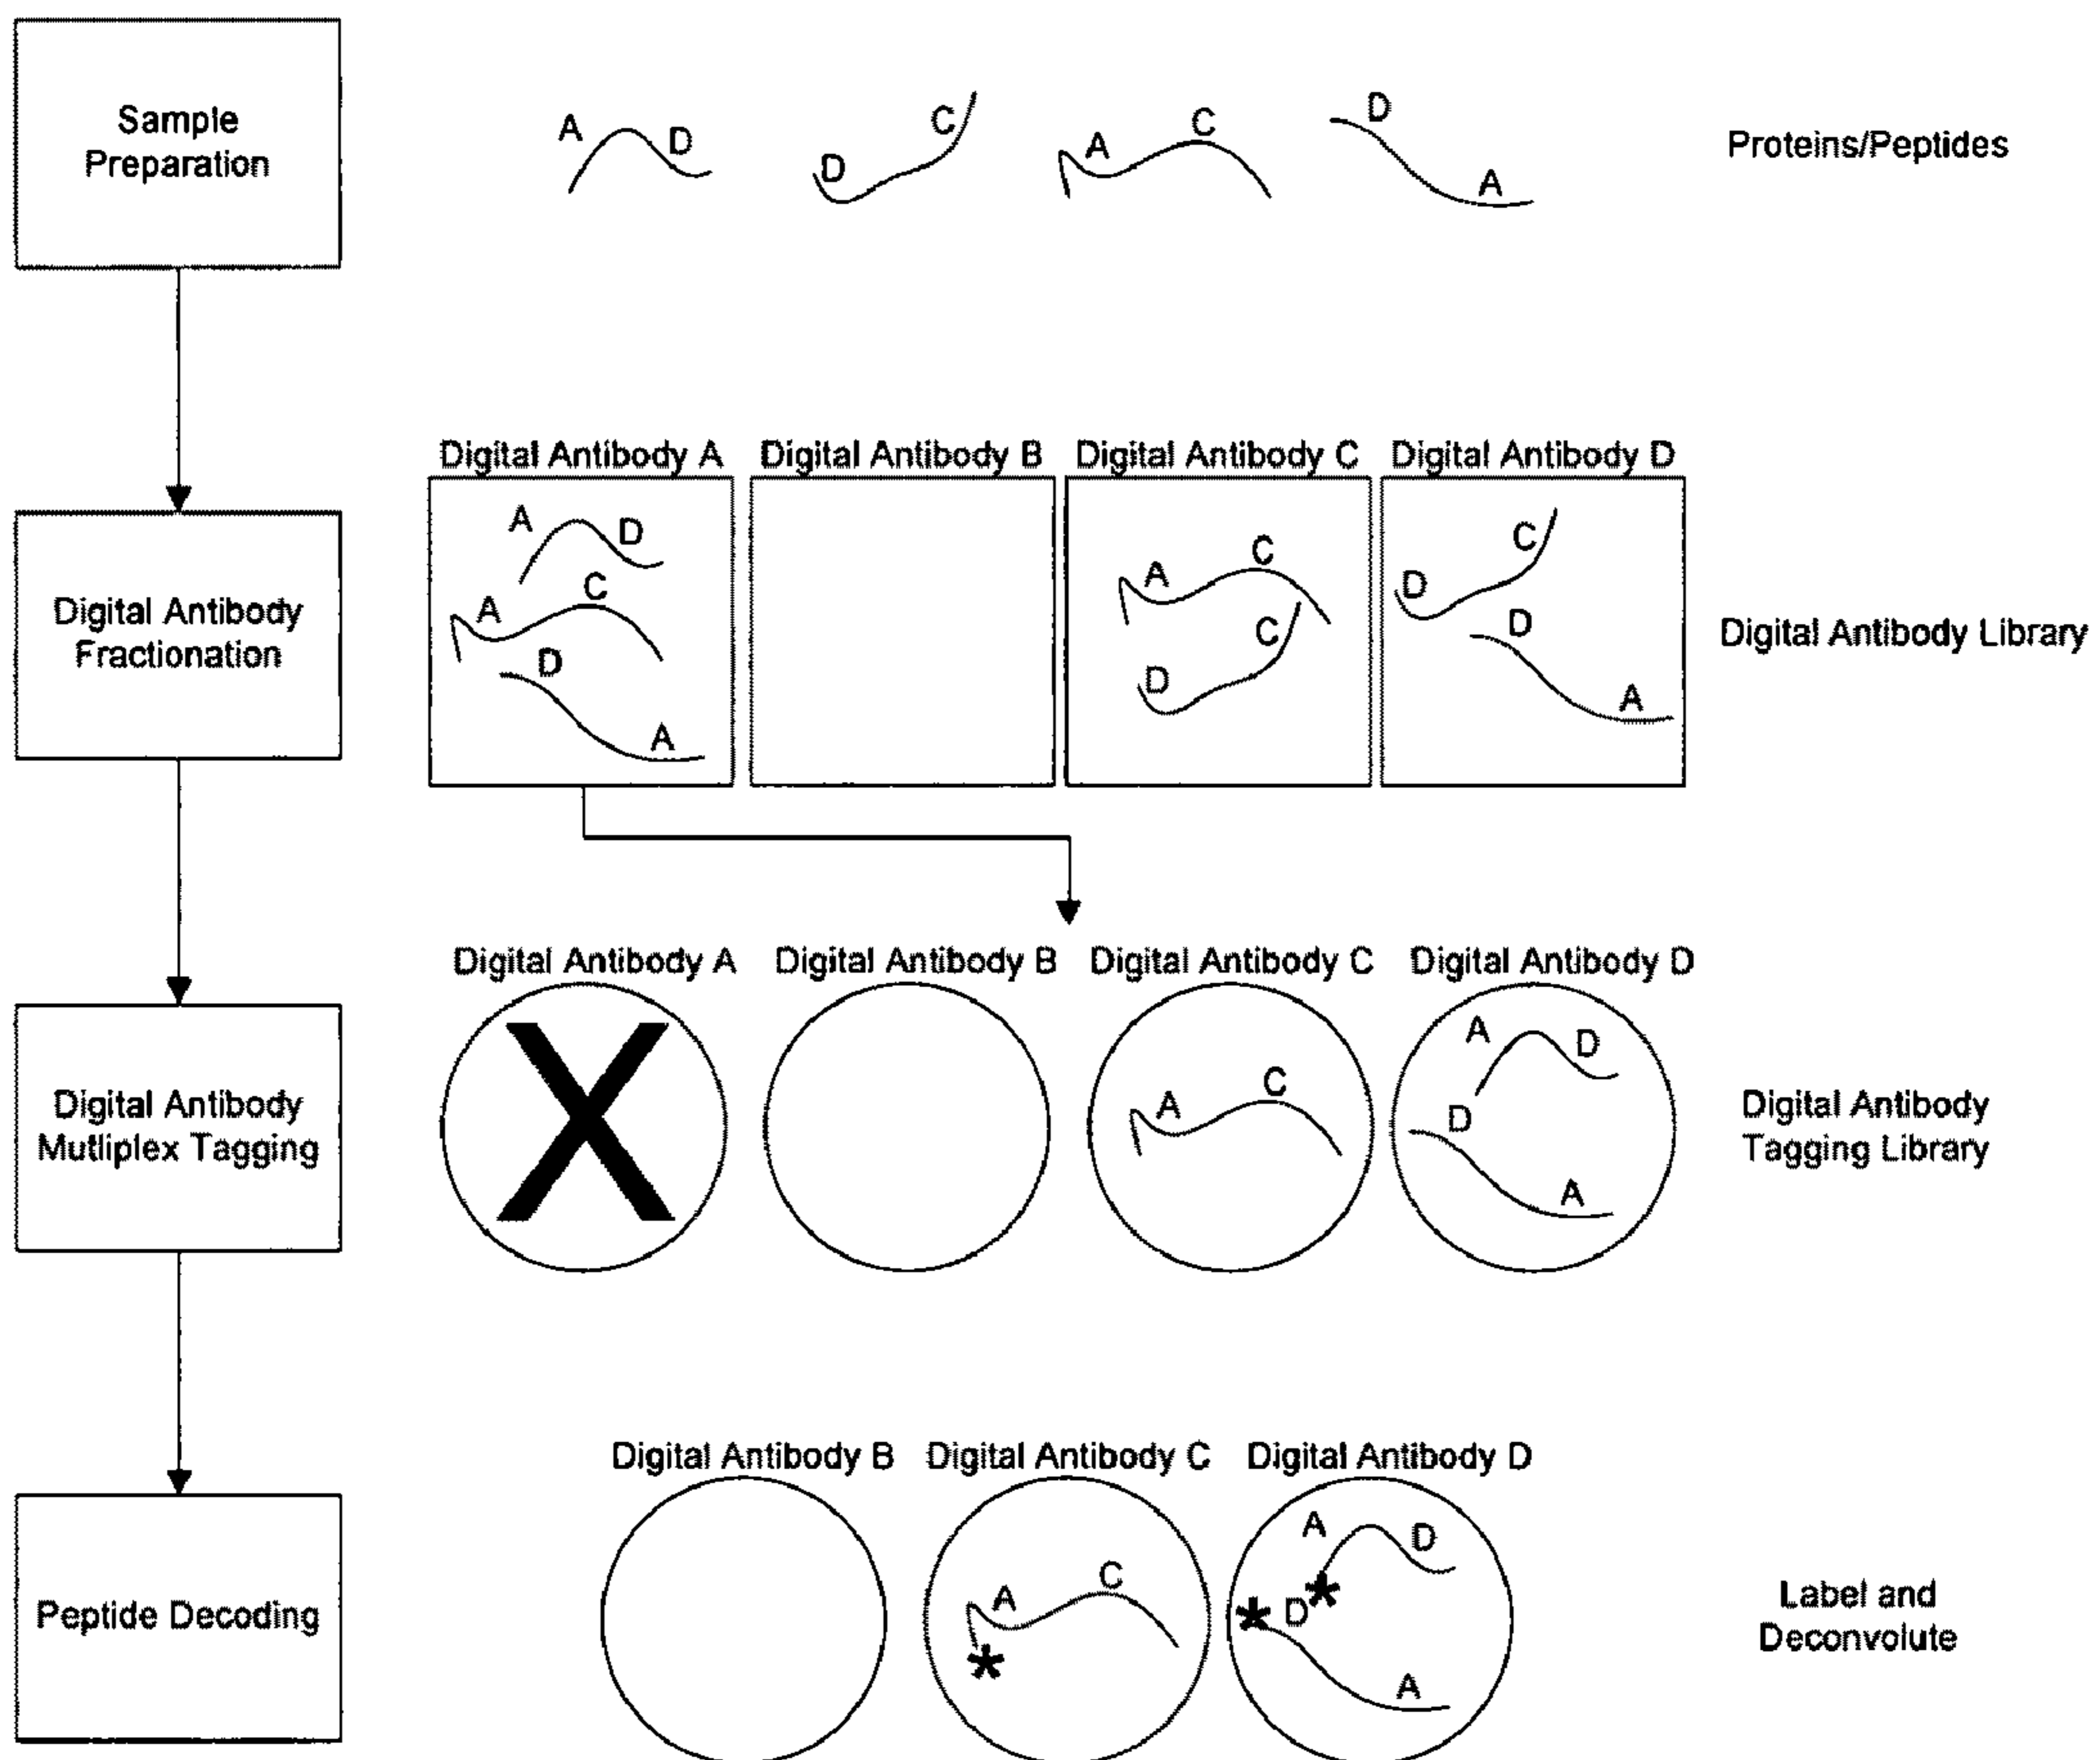 Sample
Preparation
A D
D C
A C
D A
Proteins/Peptides
Digital Antibody A
Digital Antibody B
Digital Antibody C
Digital Antibody D
Digital Antibody
Fractionation
A D
A C
D A
A C
D C
D C
D A
Digital Antibody Library
Digital Antibody A
Digital Antibody B
Digital Antibody C
Digital Antibody D
Digital Antibody
Mutliplex Tagging
X
A C
A D
D A
Digital Antibody
Tagging Library
Digital Antibody B
Digital Antibody C
Digital Antibody D
Peptide Decoding
A C
*
A D
* D *
A
Label and
Deconvolute